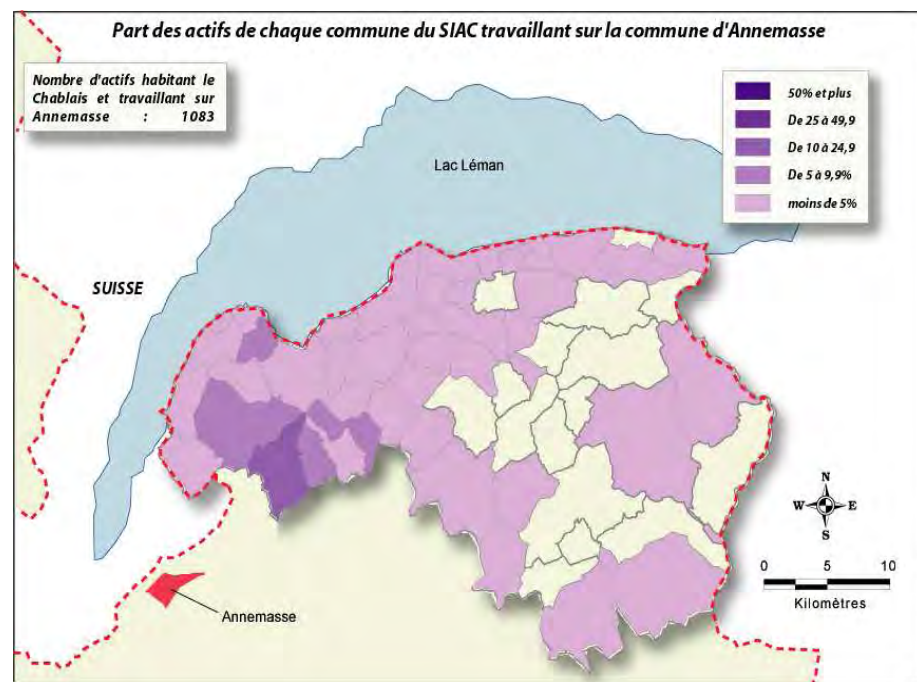 Part des actifs de chaque commune du SIAC travaillant sur la commune d'Annemasse
Nombre d'actifs habitant le
Chablais et travaillant sur
Annemasse : 1083
50% et plus
De 25 à 49,9
De 10 à 24,9
De 5 à 9,9%
moins de 5%
Lac Léman
SUISSE
N
W E
S
0 5 10
Kilomètres
Annemasse